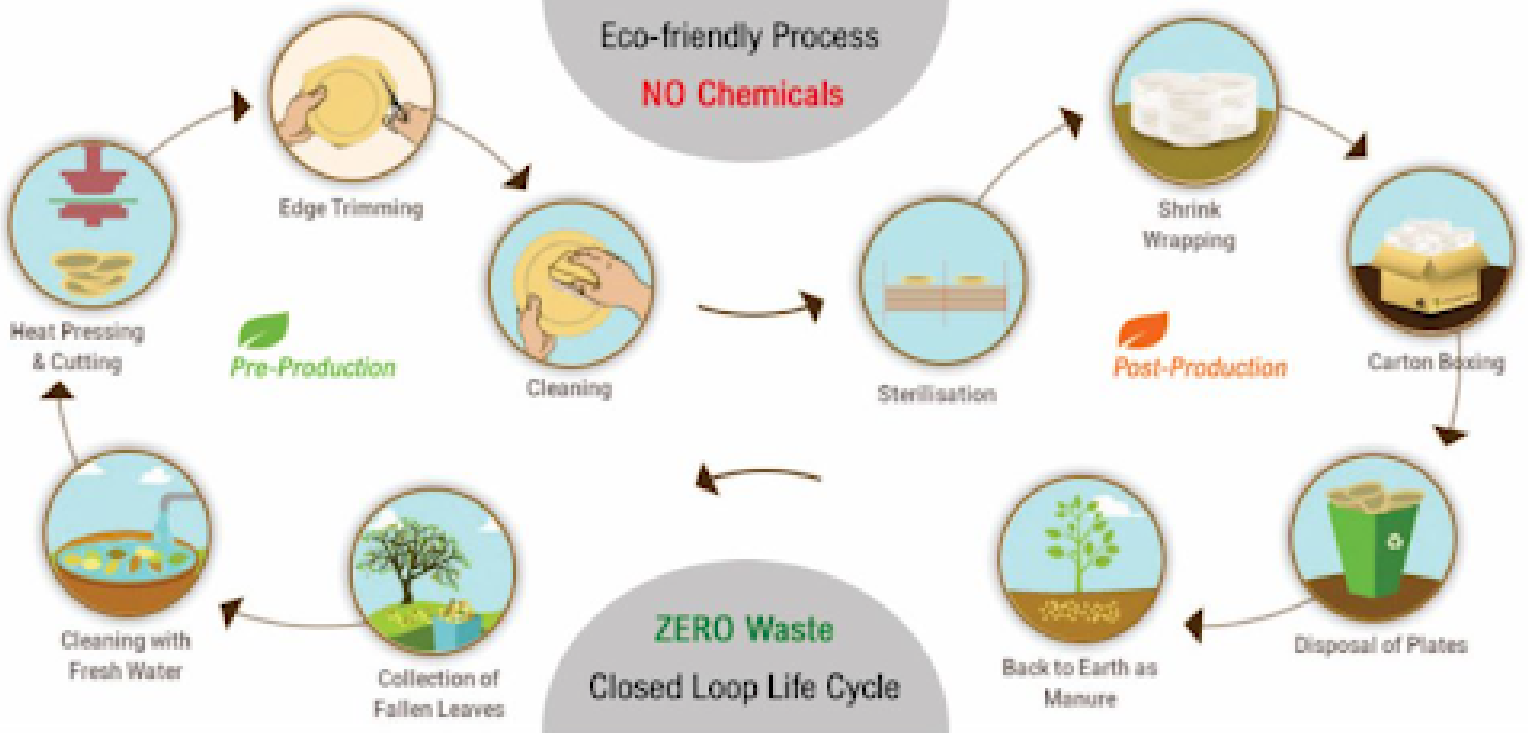 Eco-friendly Process
NO Chemicals
Edge Trimming
Shrink
Wrapping
Heat Pressing
& Cutting
Pre-Production
Cleaning
Sterilisation
Post-Production
Carton Boxing
Cleaning with
Fresh Water
Collection of
Fallen Leaves
ZERO Waste
Closed Loop Life Cycle
Back to Earth as
Manure
Disposal of Plates